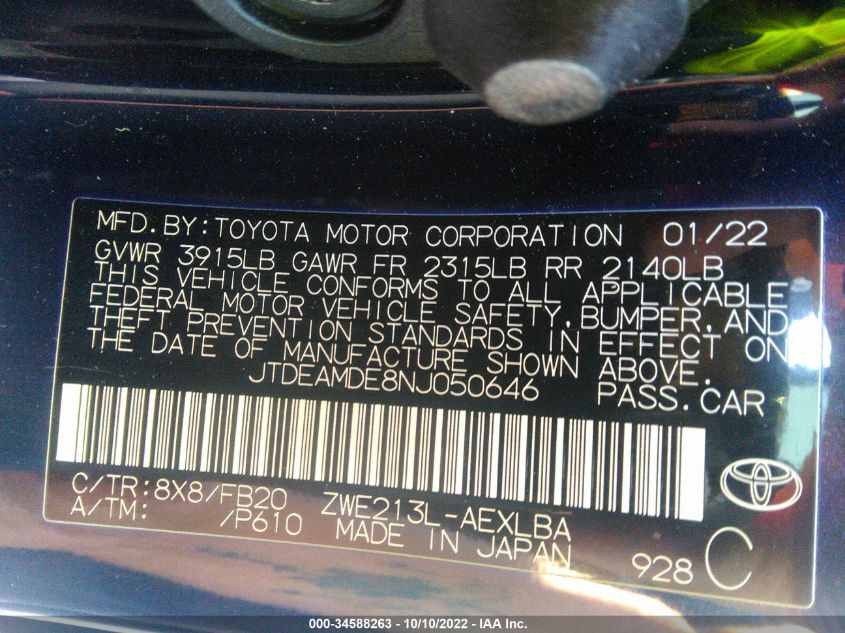 MFD.BY:TOYOTA MOTOR CORPORATION 01/22
GVWR 3915LB GAWR FR 2315LB RR 2140LB
THIS VEHICLE CONFORMS TO ALL APPLICABLE
FEDERAL MOTOR VEHICLE SAFETY,BUMPER,AND
THEFT PREVENTION STANDARDS IN EFFECT ON
THE DATE OF MANUFACTURE SHOWN ABOVE.
JTDEAMDE8NJ050646 PASS.CAR
C/TR:8X8/FB20 ZWE213L-AEXLBA
A/TM: /P610 MADE IN JAPAN 928 C
000-34588263 - 10/10/2022 - IAA Inc.